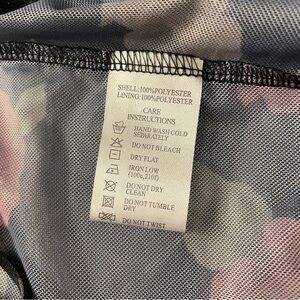 SHELL:100%POLYESTER
LINING:100%POLYESTER
CARE
INSTRUCTIONS
HAND WASH COLD
SEPARATELY
DO NOT BLEACH
DRY FLAT
IRON LOW
(100c,210f)
DO NOT DRY
CLEAN
DO NOT TUMBLE
DRY
DO NOT TWIST